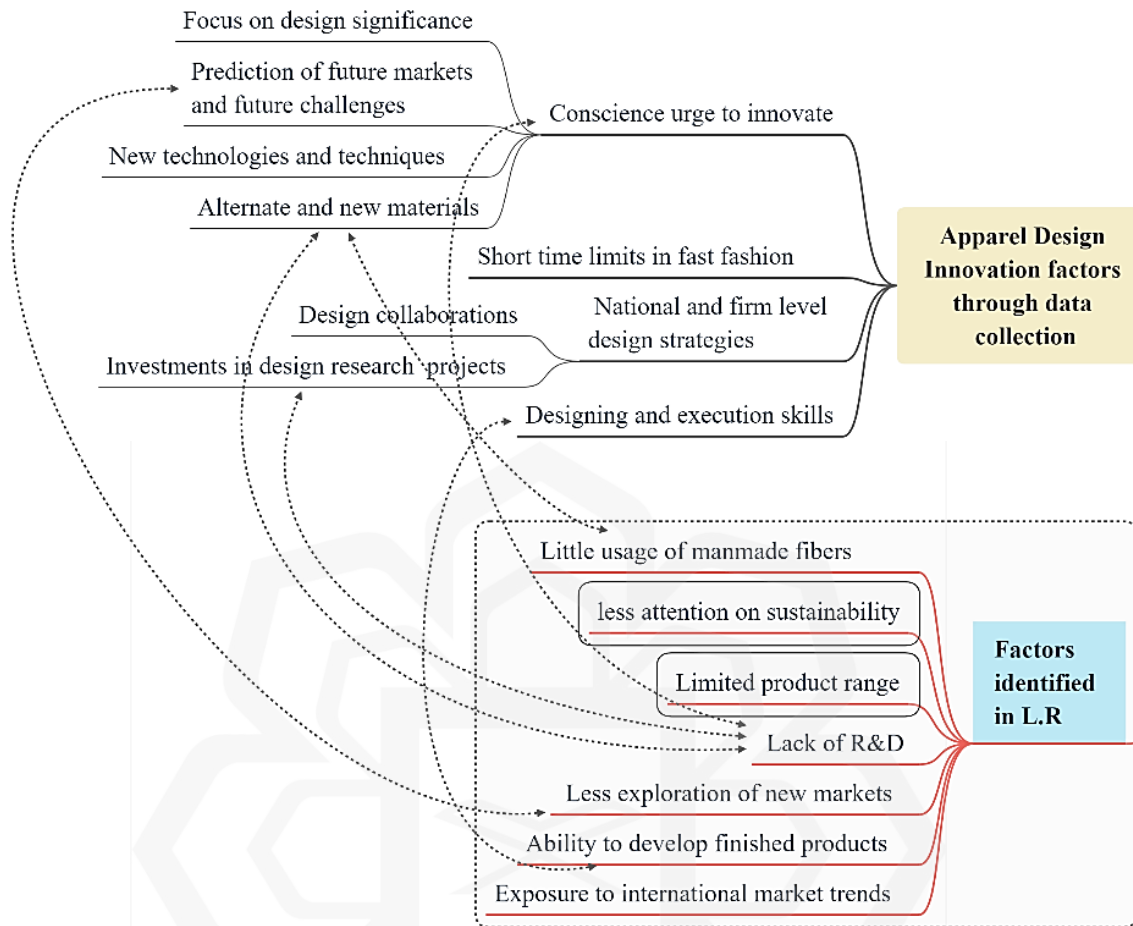 Focus on design significance
Prediction of future markets
and future challenges
New technologies and techniques
Alternate and new materials
Conscience urge to innovate
Short time limits in fast fashion
Design collaborations
Investments in design research projects
National and firm level
design strategies
Designing and execution skills
Apparel Design
Innovation factors
through data
collection
Little usage of manmade fibers
less attention on sustainability
Limited product range
Lack of R&D
Less exploration of new markets
Ability to develop finished products
Exposure to international market trends
Factors
identified
in L.R